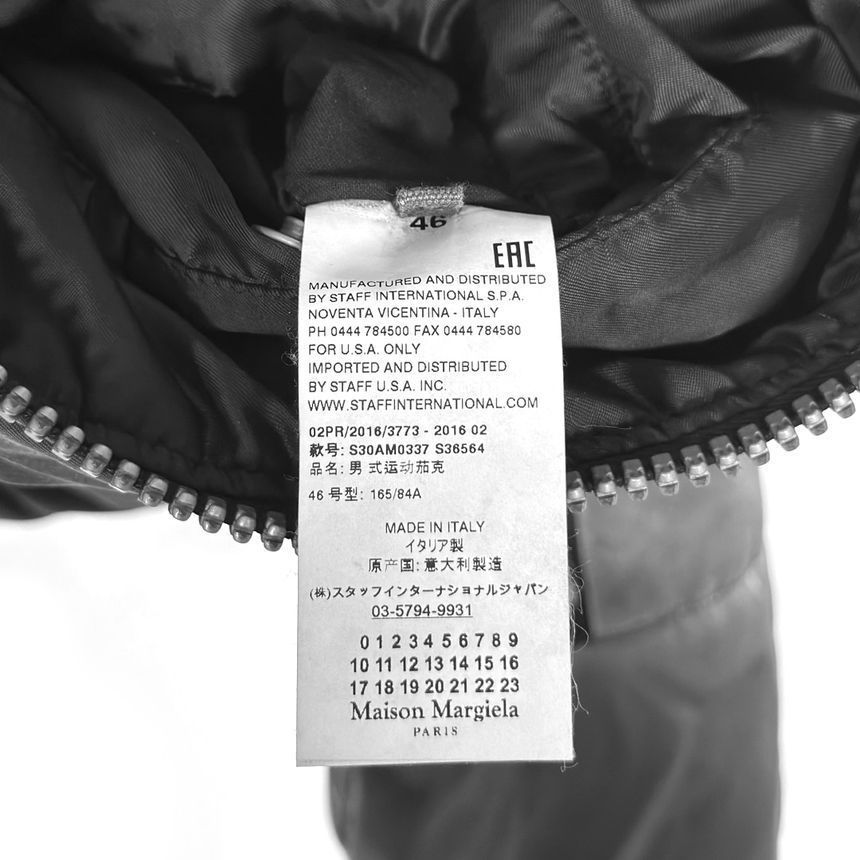 46
EAC
MANUFACTURED AND DISTRIBUTED
BY STAFF INTERNATIONAL S.P.A.
NOVENTA VICENTINA - ITALY
PH 0444 784500 FAX 0444 784580
FOR U.S.A. ONLY
IMPORTED AND DISTRIBUTED
BY STAFF U.S.A. INC.
WWW.STAFFINTERNATIONAL.COM
02PR/2016/3773 - 2016 02
款号: S30AM0337 S36564
品名: 男 式运动茄克
46 号型: 165/84A
MADE IN ITALY
イタリア製
原产国: 意大利製造
(株)スタッフインターナショナルジャパン
03-5794-9931
0 1 2 3 4 5 6 7 8 9
10 11 12 13 14 15 16
17 18 19 20 21 22 23
Maison Margiela
PARIS